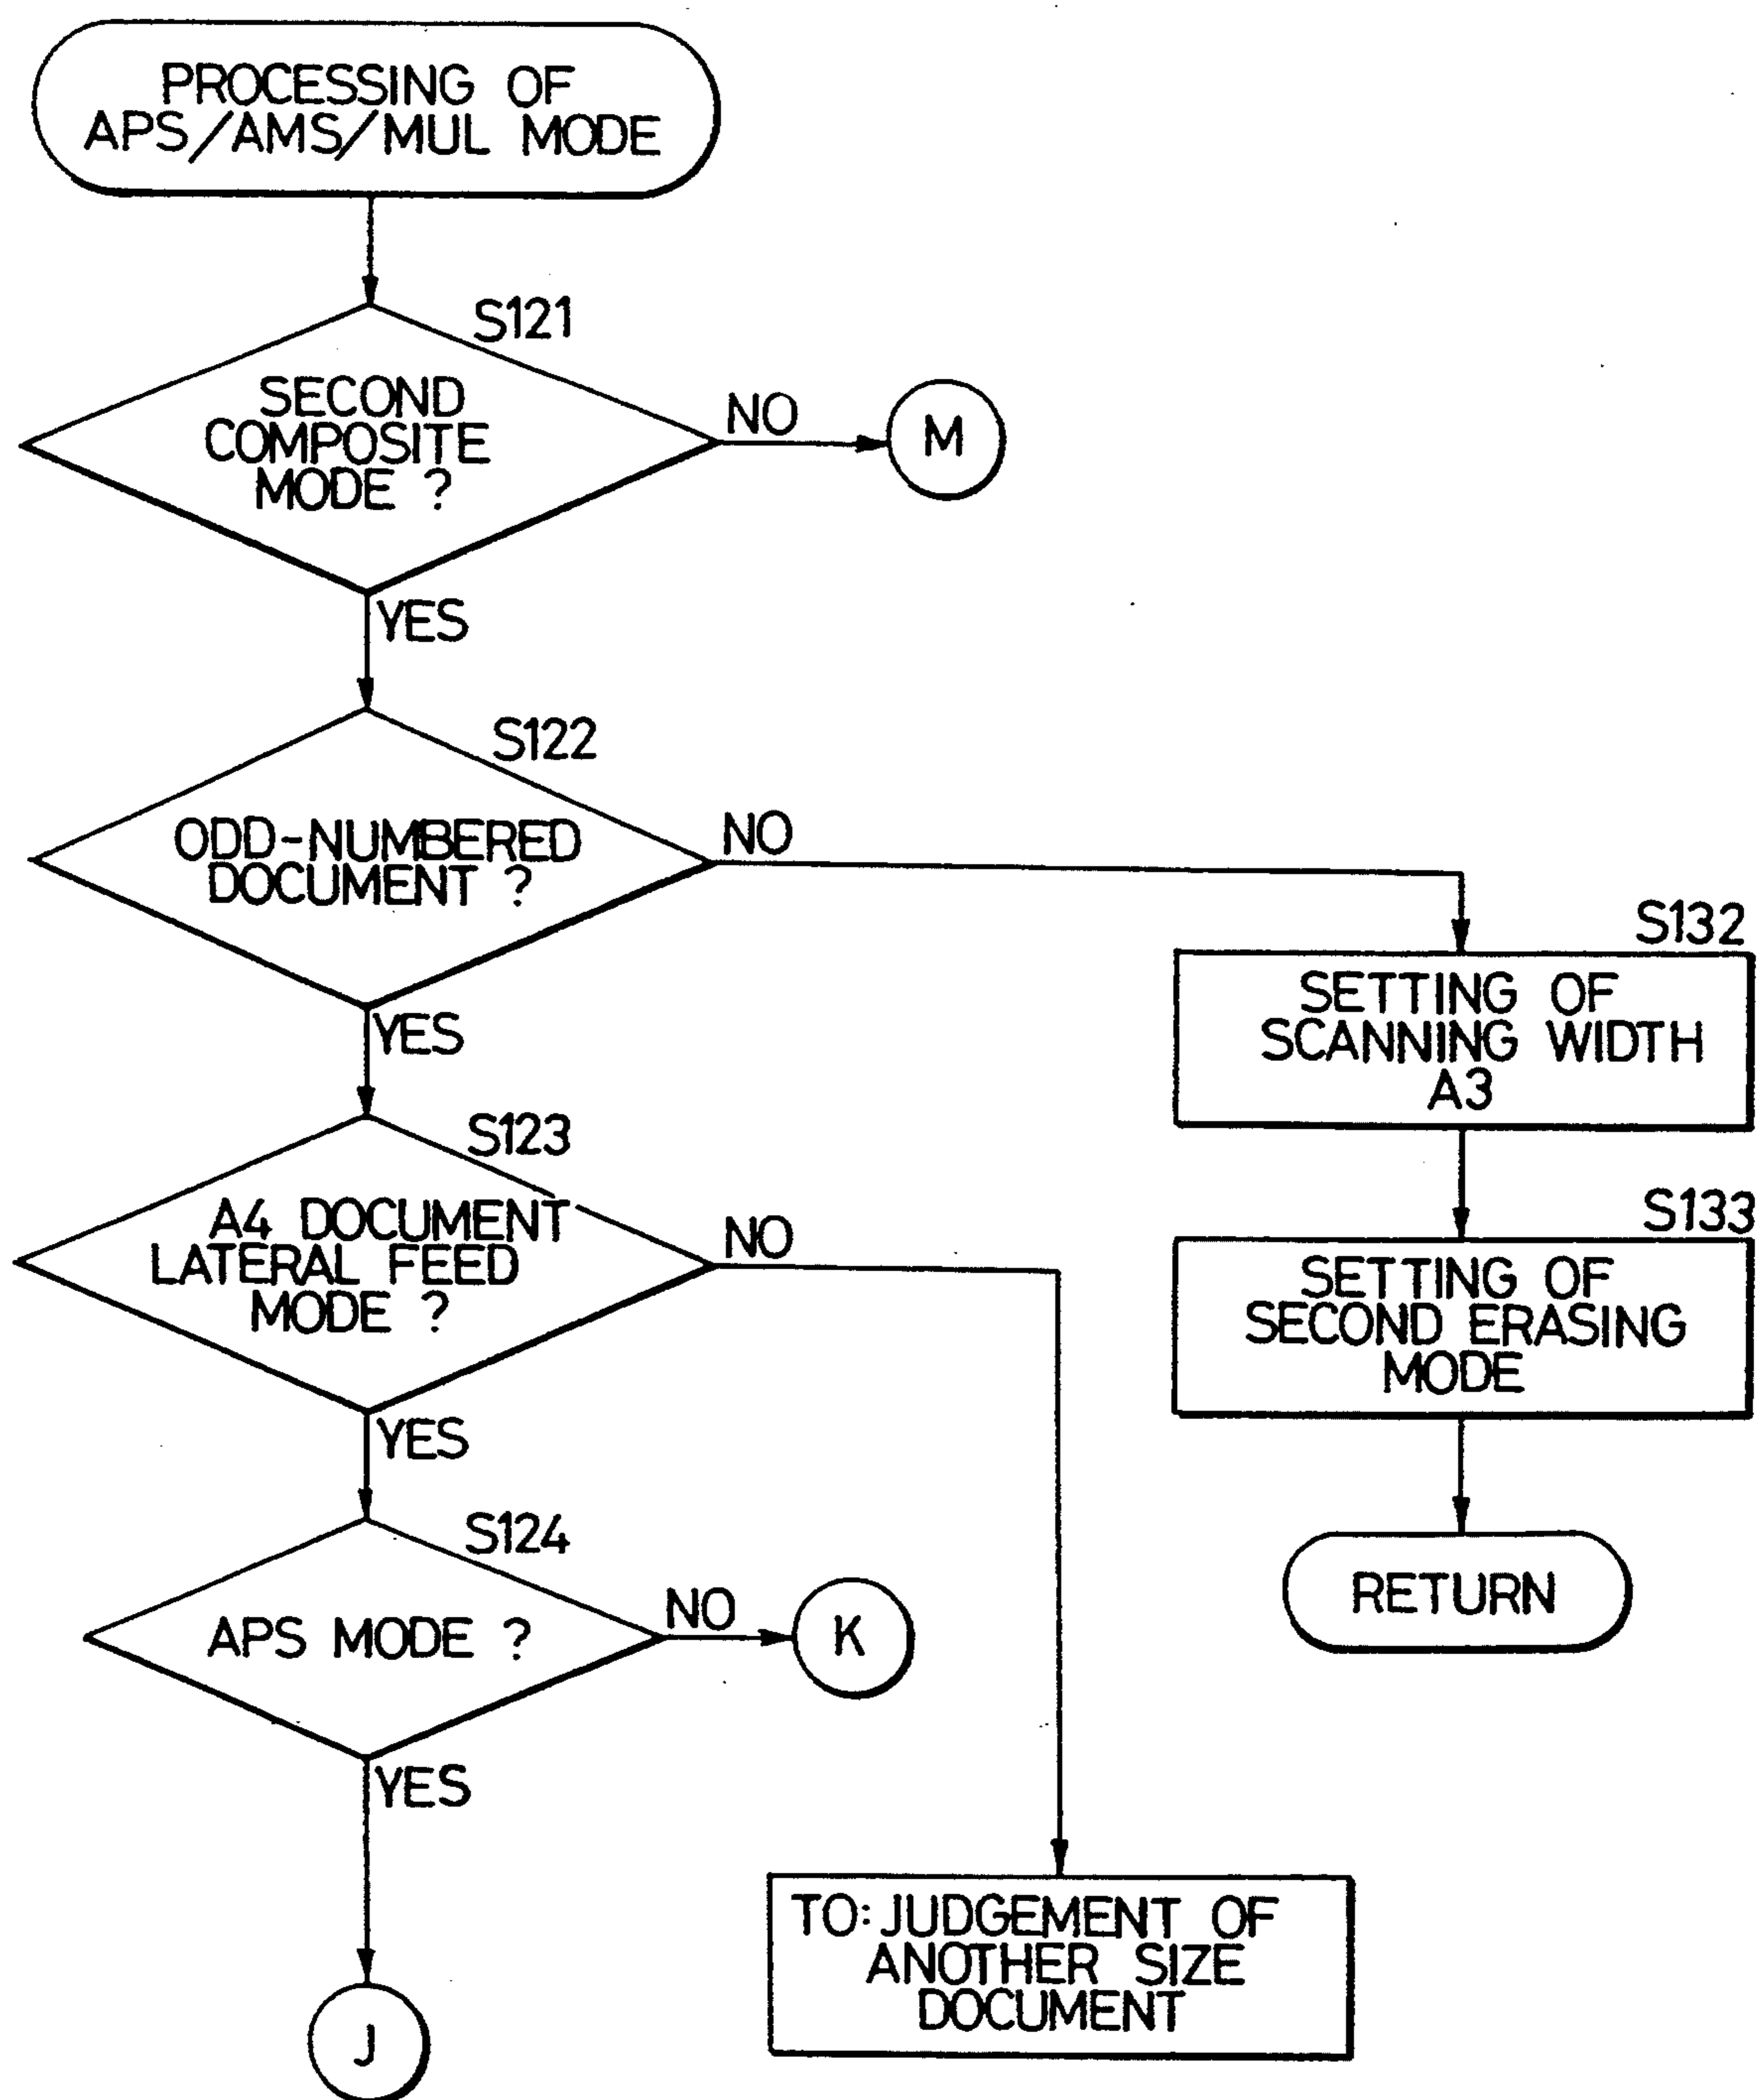 PROCESSING OF
APS/AMS/MUL MODE
S121
SECOND
COMPOSITE
MODE ?
NO
M
YES
S122
ODD-NUMBERED
DOCUMENT ?
NO
YES
S132
SETTING OF
SCANNING WIDTH
A3
S123
A4 DOCUMENT
LATERAL FEED
MODE ?
NO
YES
S133
SETTING OF
SECOND ERASING
MODE
S124
APS MODE ?
NO
K
YES
RETURN
TO: JUDGEMENT OF
ANOTHER SIZE
DOCUMENT
J